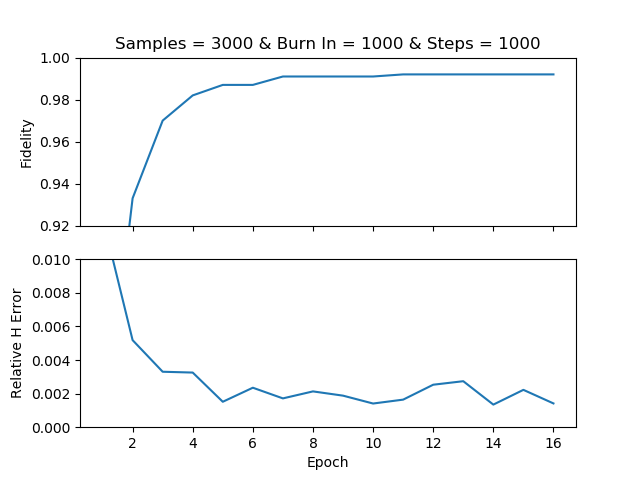 Samples = 3000 & Burn In = 1000 & Steps = 1000
1.00
0.98
0.96
0.94
0.92
Fidelity
0.010
0.008
0.006
0.004
0.002
0.000
Relative H Error
2 4 6 8 10 12 14 16
Epoch